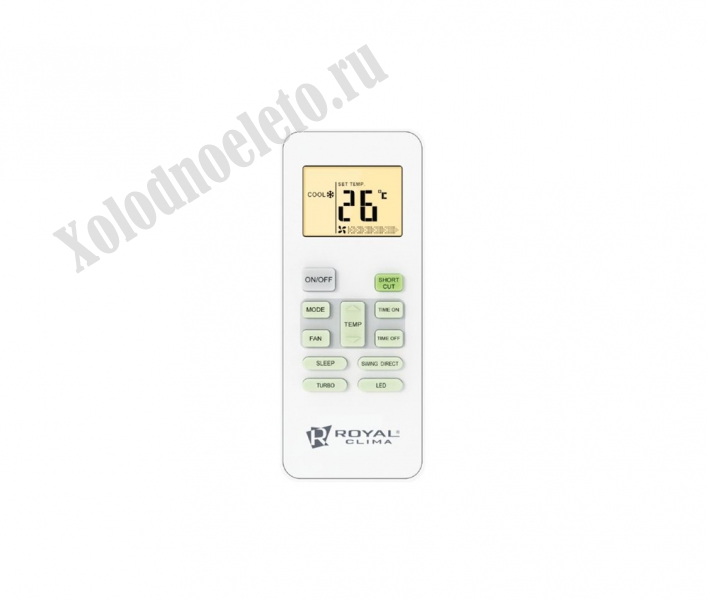 Xolodnoeleto.ru
SET TEMP.
COOL 26 °C
ON/OFF SHORT CUT
MODE TEMP TIME ON
FAN TIME OFF
SLEEP SWING DIRECT
TURBO LED
R ROYAL®
CLIMA